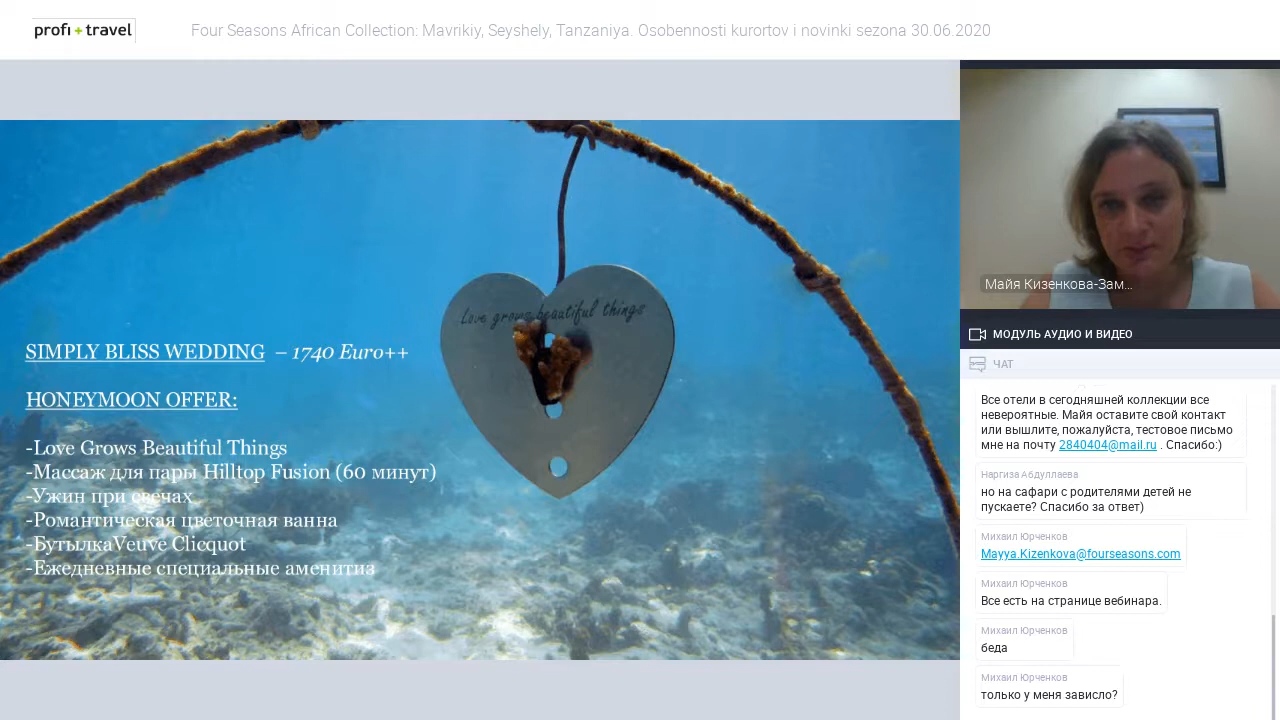 profi + travel
Four Seasons African Collection: Mavrikiy, Seyshely, Tanzaniya. Osobennosti kurortov i novinki sezona 30.06.2020
Love grows beautiful things
SIMPLY BLISS WEDDING – 1740 Euro++
HONEYMOON OFFER:
-Love Grows Beautiful Things
-Массаж для пары Hilltop Fusion (60 минут)
-Ужин при свечах
-Романтическая цветочная ванна
-БутылкаVeuve Clicquot
-Ежедневные специальные аменитиз
Майя Кизенкова-Зам...
МОДУЛЬ АУДИО И ВИДЕО
ЧАТ
Все отели в сегодняшней коллекции все
невероятные. Майя оставите свой контакт
или вышлите, пожалуйста, тестовое письмо
мне на почту 2840404@mail.ru . Спасибо:)
Наргиза Абдуллаева
но на сафари с родителями детей не
пускаете? Спасибо за ответ)
Михаил Юрченков
Mayya.Kizenkova@fourseasons.com
Михаил Юрченков
Все есть на странице вебинара.
Михаил Юрченков
беда
Михаил Юрченков
только у меня зависло?